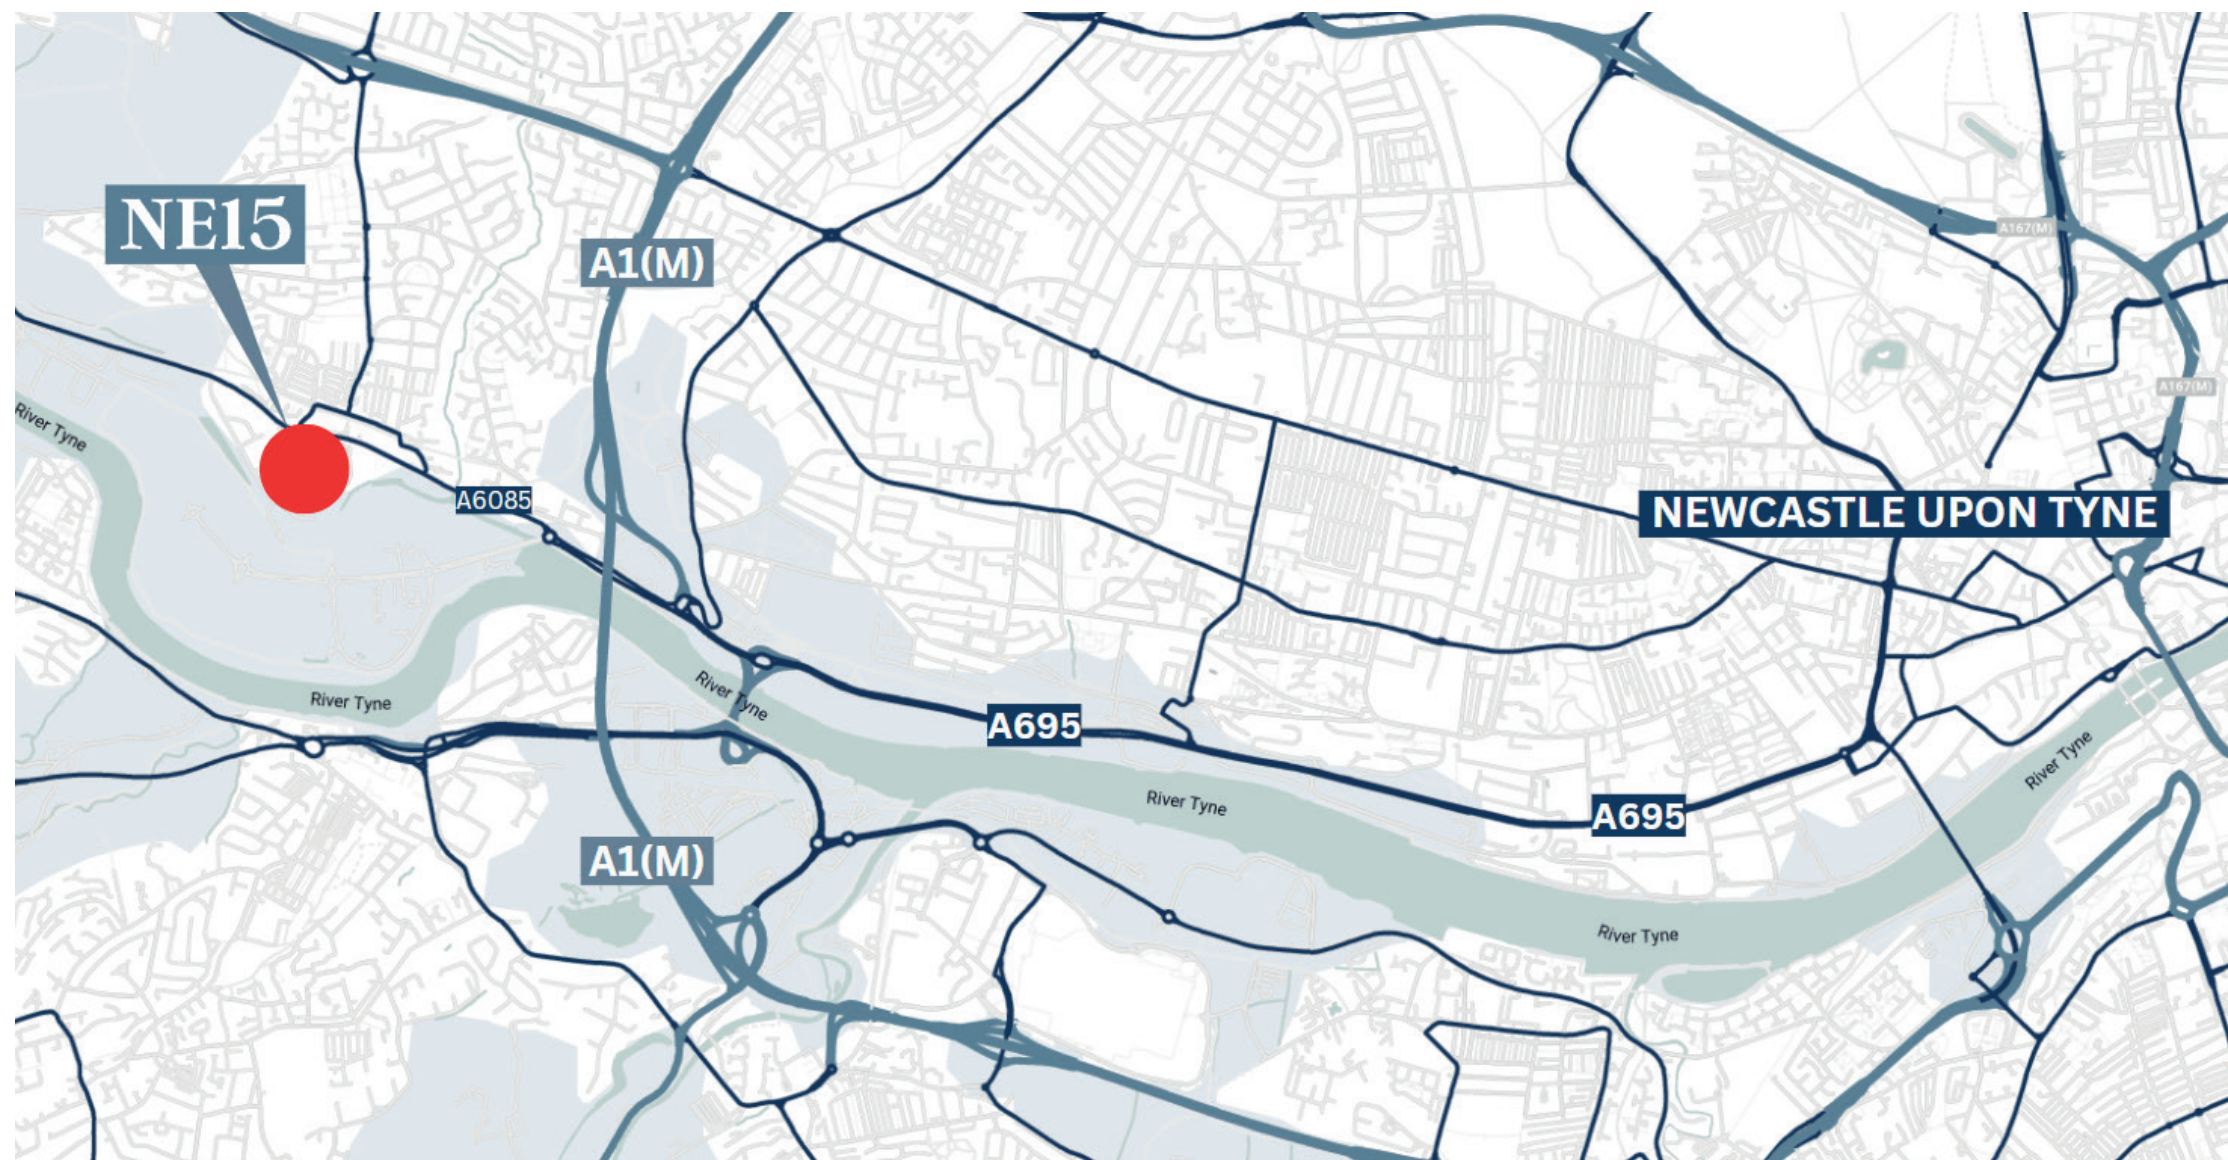 A167(M)
NE15
A1(M)
A167(M)
River Tyne
A6085
NEWCASTLE UPON TYNE
River Tyne
River Tyne
A695
River Tyne
River Tyne
A695
A1(M)
River Tyne